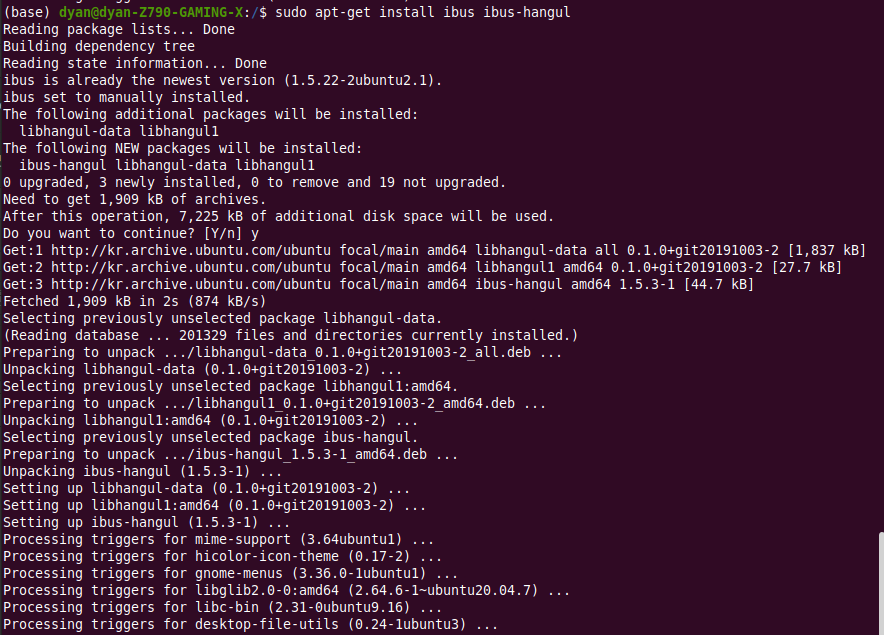 (base) dyan@dyan-Z790-GAMING-X:/$ sudo apt-get install ibus ibus-hangul
Reading package lists... Done
Building dependency tree
Reading state information... Done
ibus is already the newest version (1.5.22-2ubuntu2.1).
ibus set to manually installed.
The following additional packages will be installed:
  libhangul-data libhangul1
The following NEW packages will be installed:
  ibus-hangul libhangul-data libhangul1
0 upgraded, 3 newly installed, 0 to remove and 19 not upgraded.
Need to get 1,909 kB of archives.
After this operation, 7,225 kB of additional disk space will be used.
Do you want to continue? [Y/n] y
Get:1 http://kr.archive.ubuntu.com/ubuntu focal/main amd64 libhangul-data all 0.1.0+git20191003-2 [1,837 kB]
Get:2 http://kr.archive.ubuntu.com/ubuntu focal/main amd64 libhangul1 amd64 0.1.0+git20191003-2 [27.7 kB]
Get:3 http://kr.archive.ubuntu.com/ubuntu focal/main amd64 ibus-hangul amd64 1.5.3-1 [44.7 kB]
Fetched 1,909 kB in 2s (874 kB/s)
Selecting previously unselected package libhangul-data.
(Reading database ... 201329 files and directories currently installed.)
Preparing to unpack .../libhangul-data_0.1.0+git20191003-2_all.deb ...
Unpacking libhangul-data (0.1.0+git20191003-2) ...
Selecting previously unselected package libhangul1:amd64.
Preparing to unpack .../libhangul1_0.1.0+git20191003-2_amd64.deb ...
Unpacking libhangul1:amd64 (0.1.0+git20191003-2) ...
Selecting previously unselected package ibus-hangul.
Preparing to unpack .../ibus-hangul_1.5.3-1_amd64.deb ...
Unpacking ibus-hangul (1.5.3-1) ...
Setting up libhangul-data (0.1.0+git20191003-2) ...
Setting up libhangul1:amd64 (0.1.0+git20191003-2) ...
Setting up ibus-hangul (1.5.3-1) ...
Processing triggers for mime-support (3.64ubuntu1) ...
Processing triggers for hicolor-icon-theme (0.17-2) ...
Processing triggers for gnome-menus (3.36.0-1ubuntu1) ...
Processing triggers for libglib2.0-0:amd64 (2.64.6-1~ubuntu20.04.7) ...
Processing triggers for libc-bin (2.31-0ubuntu9.16) ...
Processing triggers for desktop-file-utils (0.24-1ubuntu3) ...